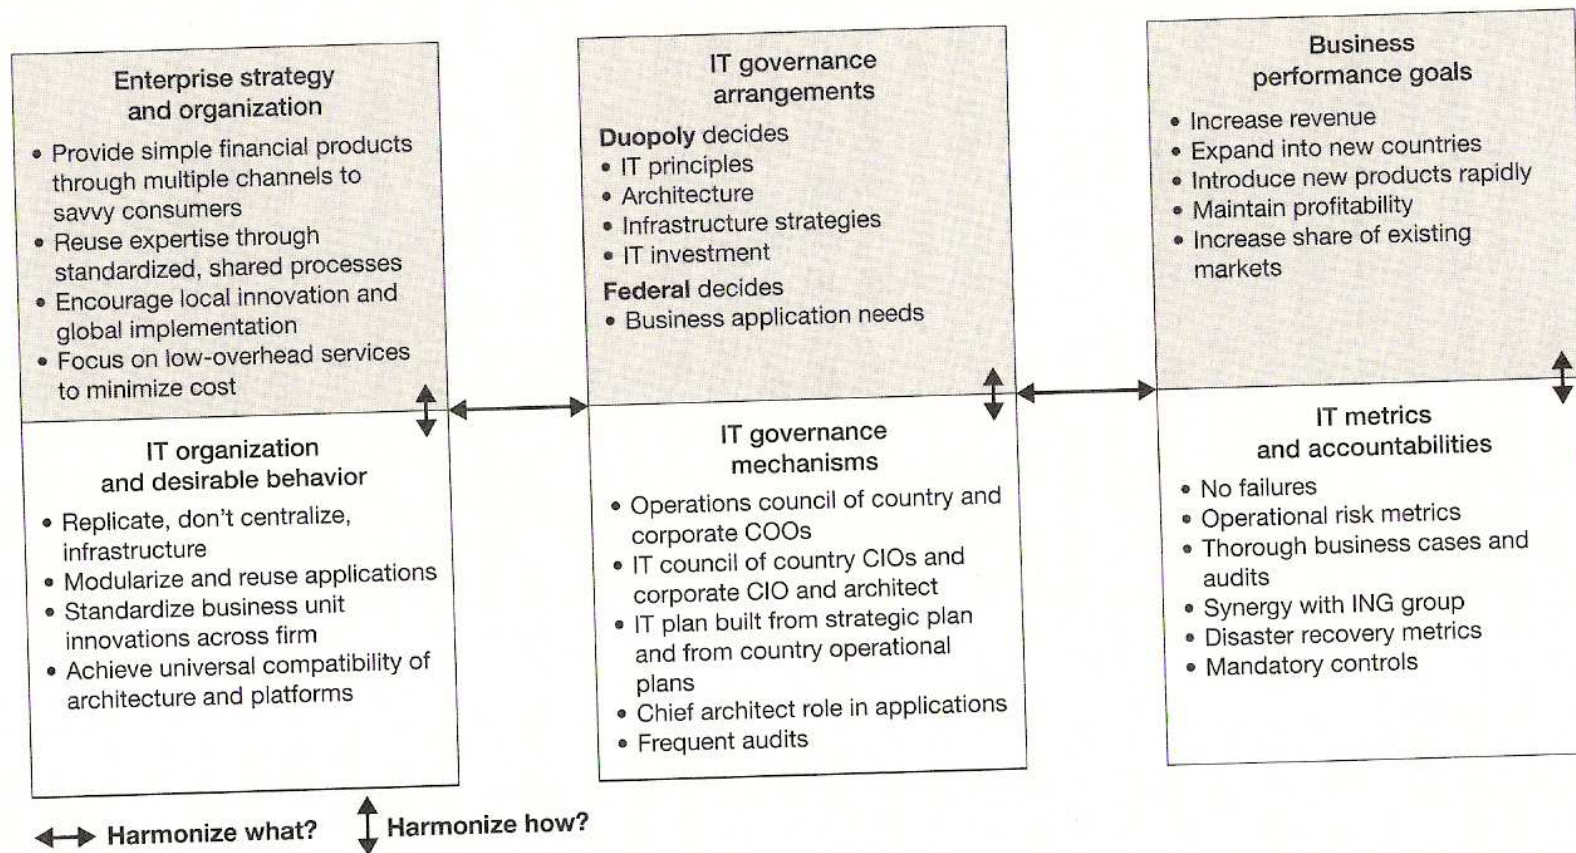 Enterprise strategy
and organization
• Provide simple financial products
through multiple channels to
savvy consumers
• Reuse expertise through
standardized, shared processes
• Encourage local innovation and
global implementation
• Focus on low-overhead services
to minimize cost
IT organization
and desirable behavior
• Replicate, don't centralize,
infrastructure
• Modularize and reuse applications
• Standardize business unit
innovations across firm
• Achieve universal compatibility of
architecture and platforms
IT governance
arrangements
Duopoly decides
• IT principles
• Architecture
• Infrastructure strategies
• IT investment
Federal decides
• Business application needs
IT governance
mechanisms
• Operations council of country and
corporate COOs
• IT council of country CIOs and
corporate CIO and architect
• IT plan built from strategic plan
and from country operational
plans
• Chief architect role in applications
• Frequent audits
Business
performance goals
• Increase revenue
• Expand into new countries
• Introduce new products rapidly
• Maintain profitability
• Increase share of existing
markets
IT metrics
and accountabilities
• No failures
• Operational risk metrics
• Thorough business cases and
audits
• Synergy with ING group
• Disaster recovery metrics
• Mandatory controls
Harmonize what?
Harmonize how?